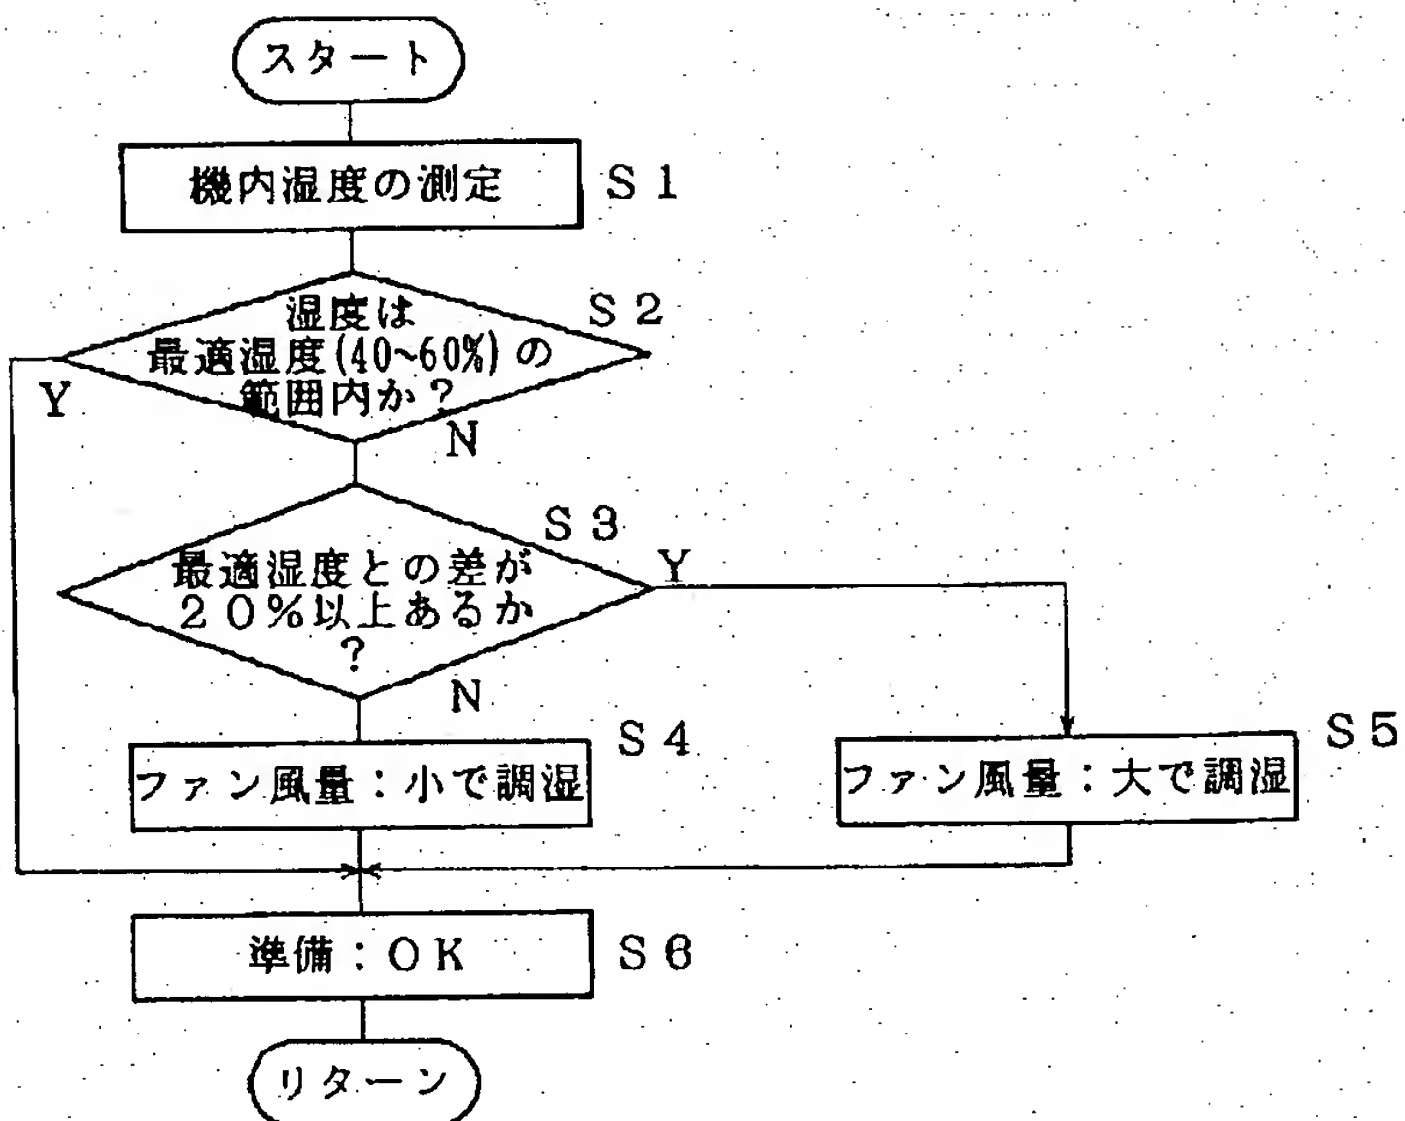 スタート
機内湿度の測定
S1
湿度は
最適湿度(40~60%)の
範囲内か?
S2
Y
N
最適湿度との差が
20%以上あるか
?
S3
Y
N
ファン風量:小で調湿
S4
ファン風量:大で調湿
S5
準備:OK
S6
リターン